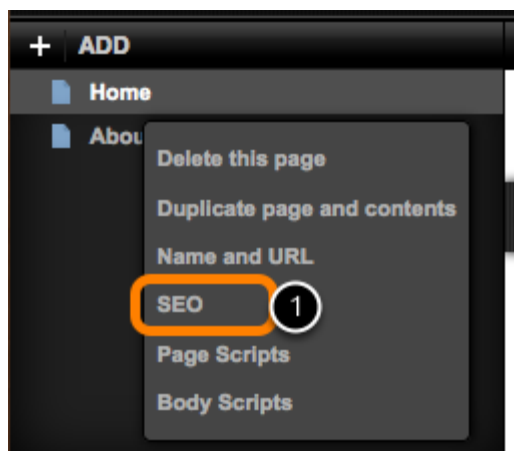 + ADD
Home
Abou
Delete this page
Duplicate page and contents
Name and URL
SEO
1
Page Scripts
Body Scripts